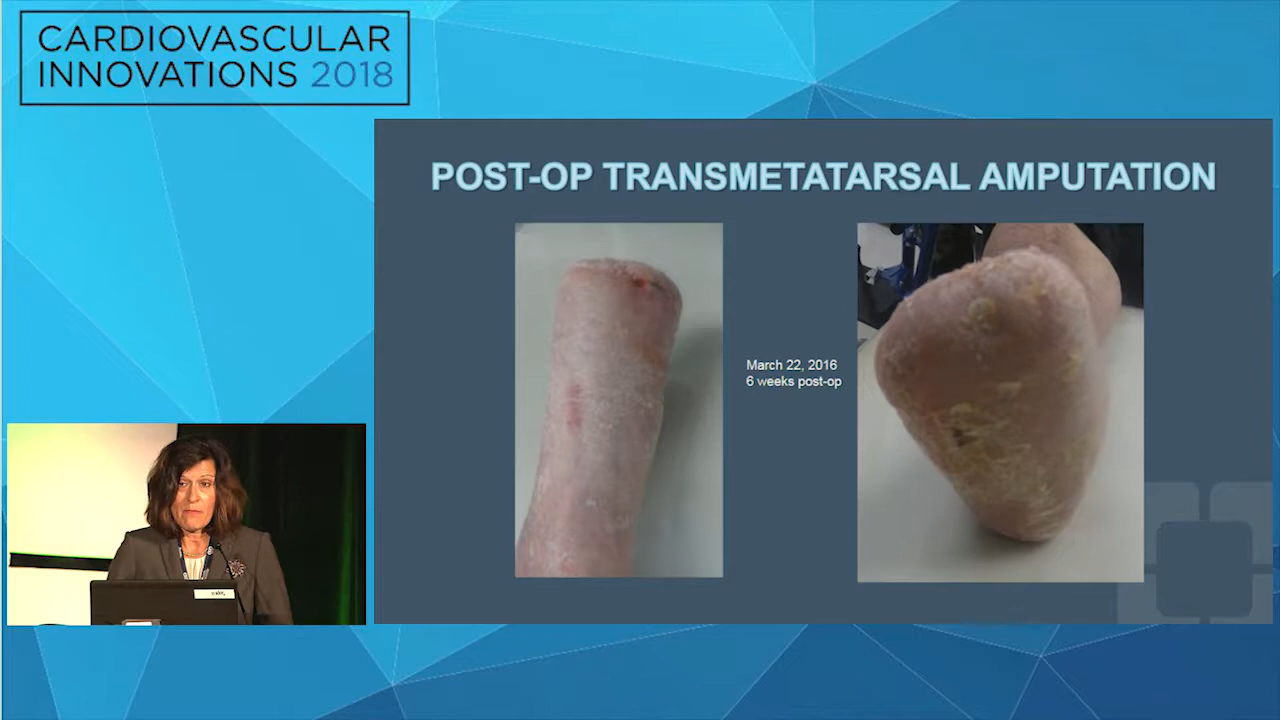 CARDIOVASCULAR
INNOVATIONS 2018
POST-OP TRANSMETATARSAL AMPUTATION
March 22, 2016
6 weeks post-op